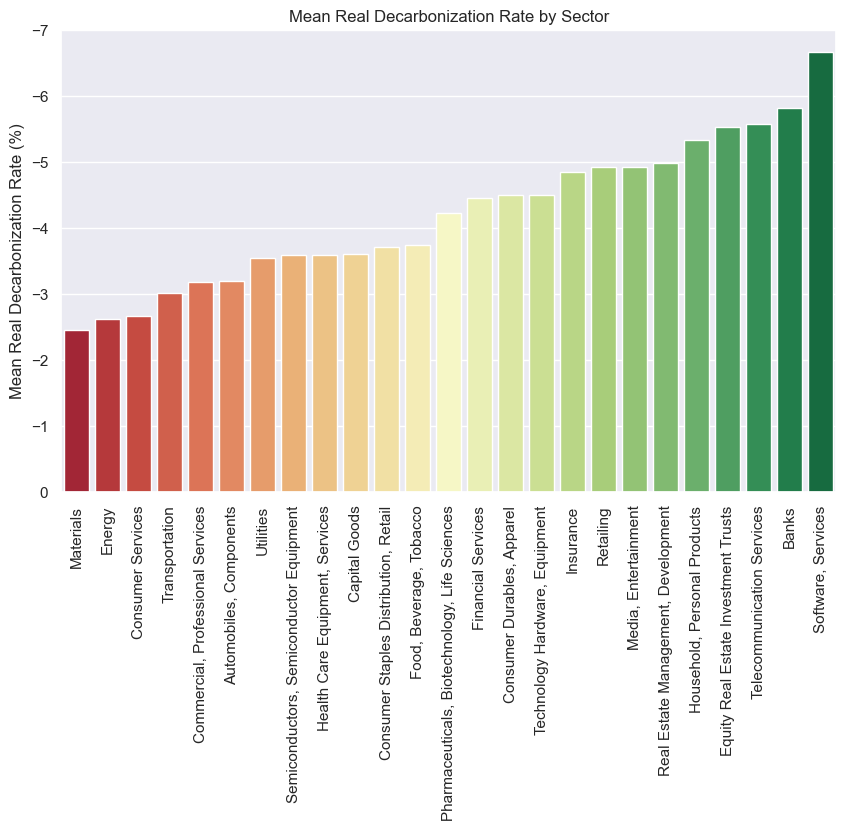 Mean Real Decarbonization Rate by Sector
Mean Real Decarbonization Rate (%)
−7
−6
−5
−4
−3
−2
−1
0
Materials
Energy
Consumer Services
Transportation
Commercial, Professional Services
Automobiles, Components
Utilities
Semiconductors, Semiconductor Equipment
Health Care Equipment, Services
Capital Goods
Consumer Staples Distribution, Retail
Food, Beverage, Tobacco
Pharmaceuticals, Biotechnology, Life Sciences
Financial Services
Consumer Durables, Apparel
Technology Hardware, Equipment
Insurance
Retailing
Media, Entertainment
Real Estate Management, Development
Household, Personal Products
Equity Real Estate Investment Trusts
Telecommunication Services
Banks
Software, Services